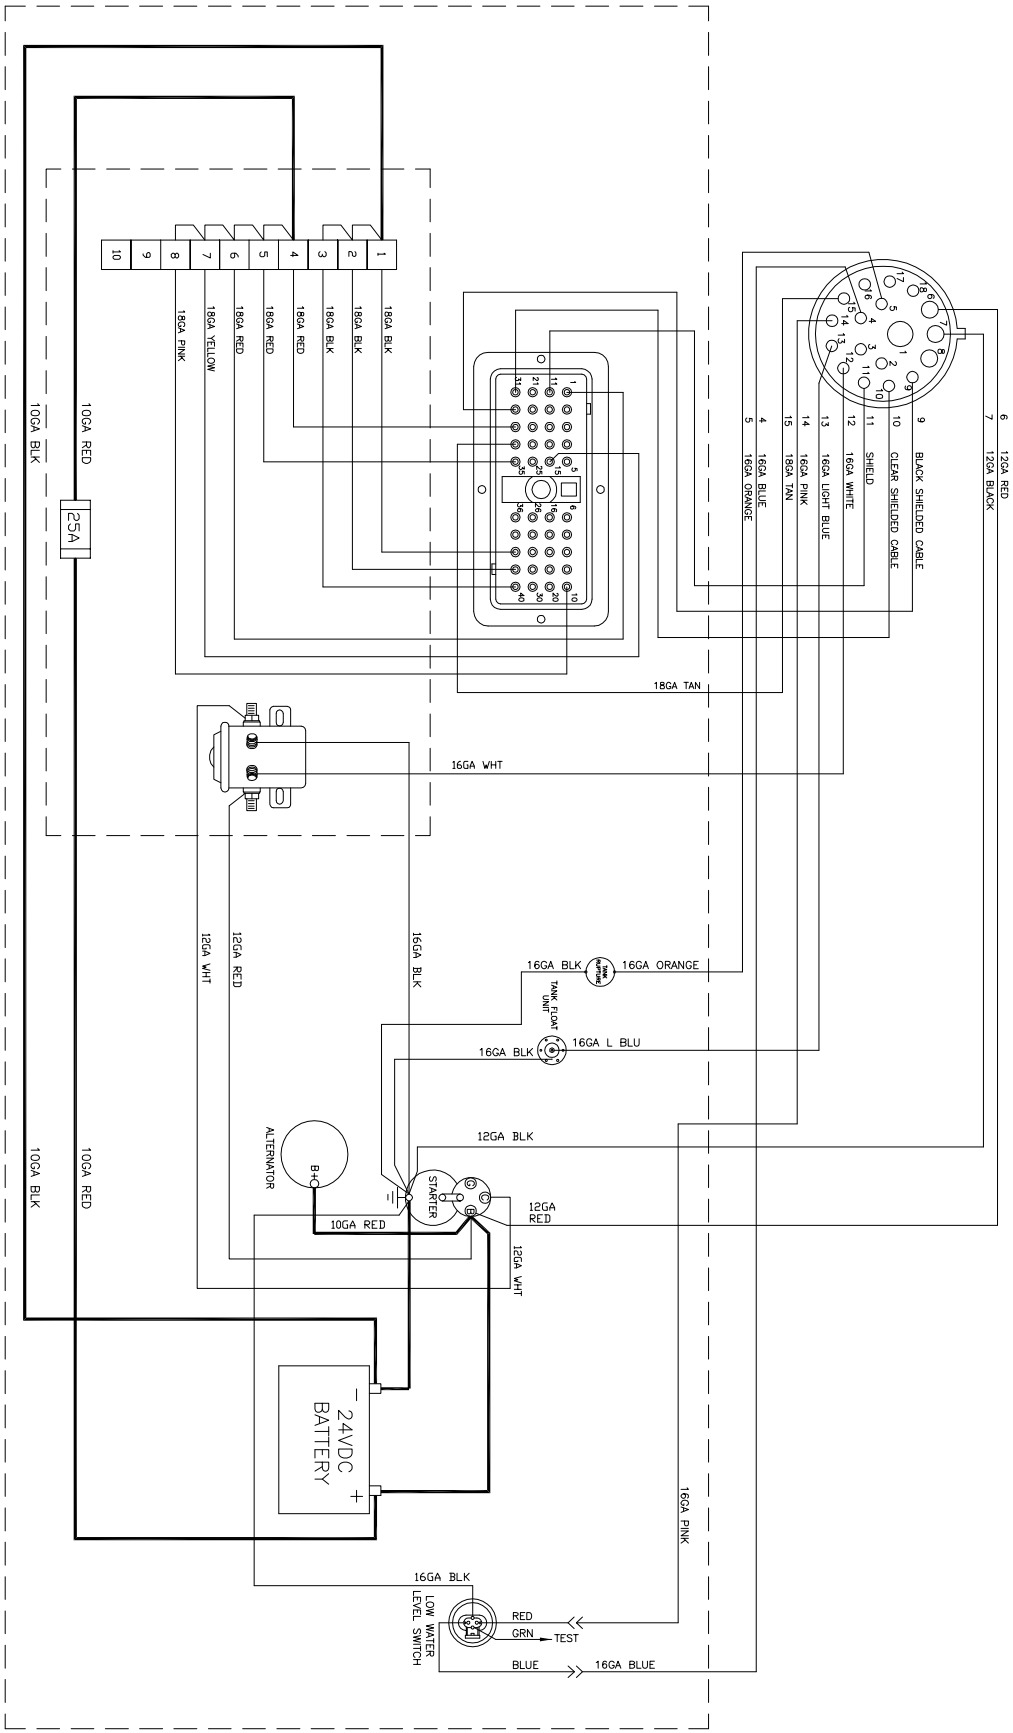 10
9
8
7
6
5
4
3
2
1
18GA PINK
18GA YELLOW
18GA RED
18GA RED
18GA RED
18GA BLK
18GA BLK
18GA BLK
10GA BLK
10GA RED
25A
31
21
11
1
35
25
15
5
36
26
16
6
40
30
20
10
17
18
16
6
5
15
7
4
14
1
8
3
13
2
12
9
11
10
6 12GA RED
7 12GA BLACK
9 BLACK SHIELDED CABLE
10 CLEAR SHIELDED CABLE
11 SHIELD
12 16GA WHITE
13 16GA LIGHT BLUE
14 16GA PINK
15 18GA TAN
4 16GA BLUE
5 16GA ORANGE
18GA TAN
16GA WHT
12GA WHT
12GA RED
16GA BLK
16GA BLK
TANK
RUPTURE
16GA ORANGE
TANK FLOAT
UNIT
16GA BLK
16GA L BLU
12GA BLK
ALTERNATOR
B+
STARTER
G
C
B
12GA
RED
10GA RED
12GA WHT
10GA BLK
10GA RED
- +
24VDC
BATTERY
16GA PINK
16GA BLK
LOW WATER
LEVEL SWITCH
RED
GRN
TEST
BLUE
16GA BLUE